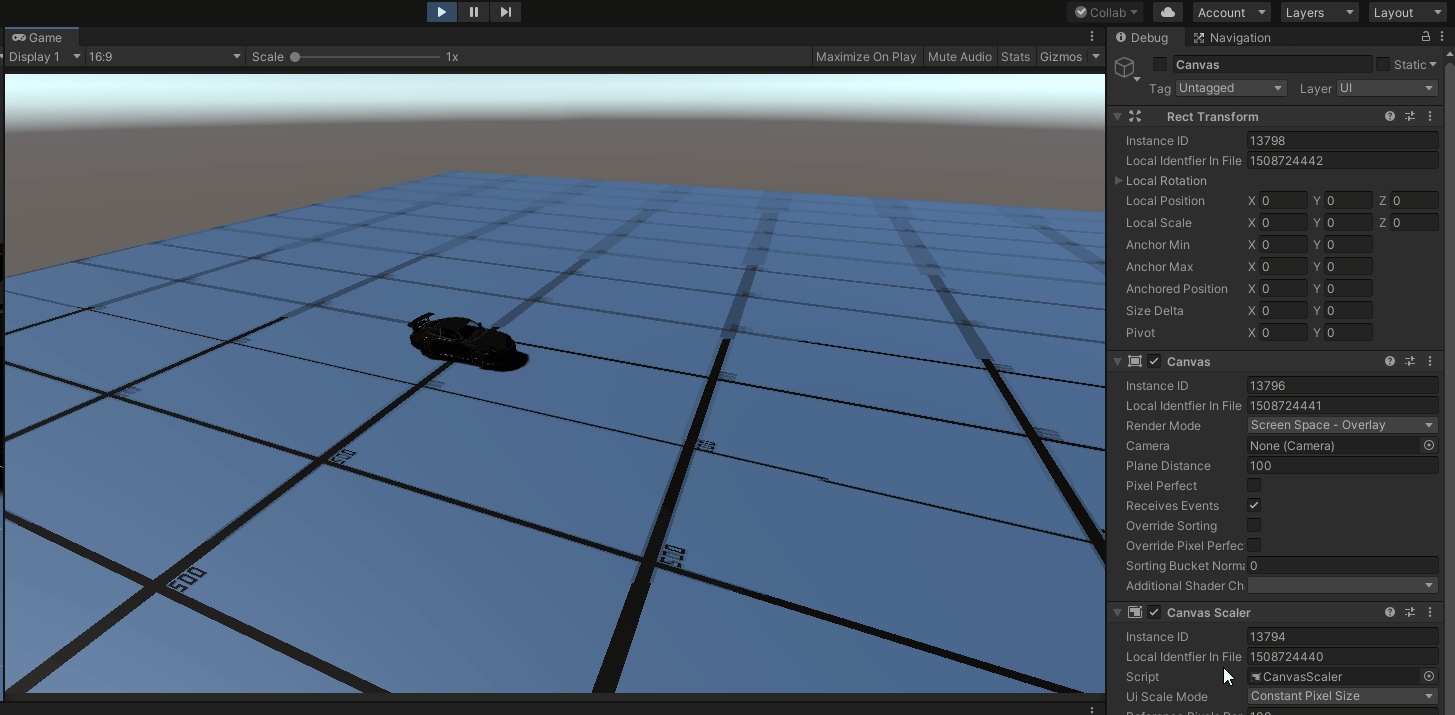 Collab
Account
Layers
Layout
Game
Debug
Navigation
Display 1
16:9
Scale
1x
Maximize On Play
Mute Audio
Stats
Gizmos
Canvas
Static
Tag
Untagged
Layer
UI
Rect Transform
Instance ID
13798
Local Identfier In File
1508724442
Local Rotation
Local Position X 0 Y 0 Z 0
Local Scale X 0 Y 0 Z 0
Anchor Min X 0 Y 0
Anchor Max X 0 Y 0
Anchored Position X 0 Y 0
Size Delta X 0 Y 0
Pivot X 0 Y 0
Canvas
Instance ID
13796
Local Identfier In File
1508724441
Render Mode
Screen Space - Overlay
Camera
None (Camera)
Plane Distance
100
Pixel Perfect
Receives Events
Override Sorting
Override Pixel Perfec
Sorting Bucket Norma
0
Additional Shader Ch
Canvas Scaler
Instance ID
13794
Local Identfier In File
1508724440
Script
CanvasScaler
Ui Scale Mode
Constant Pixel Size
500